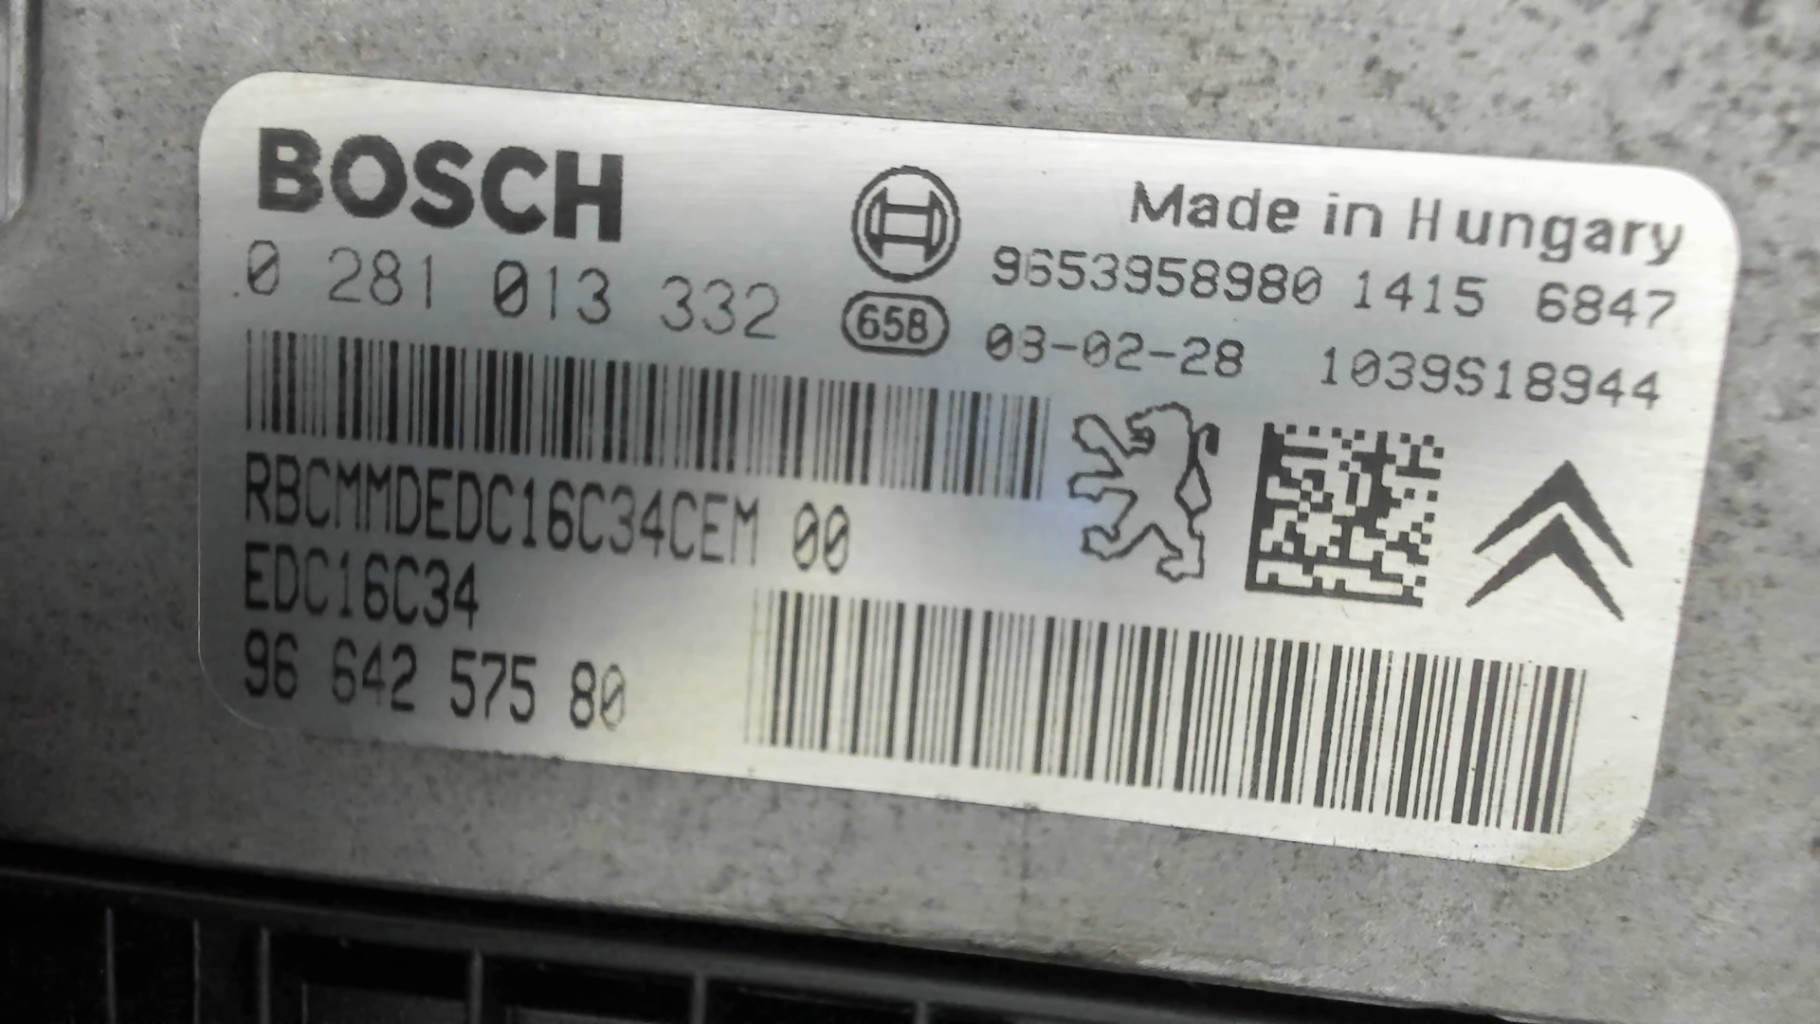 BOSCH
Made in Hungary
0 281 013 332
9653958980 1415 6847
658
03-02-28 1039S18944
RBCMMDEDC16C34CEM 00
EDC16C34
96 642 575 80